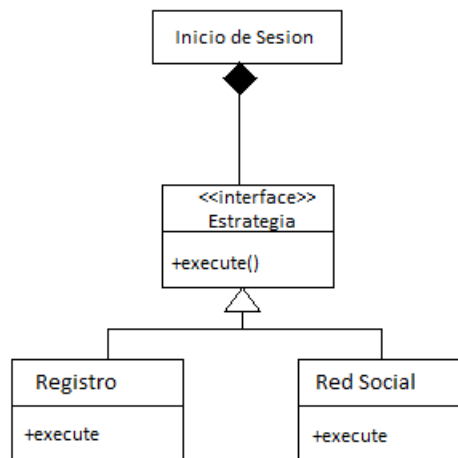 Inicio de Sesion
<<interface>>
Estrategia
+execute()
Registro
+execute
Red Social
+execute